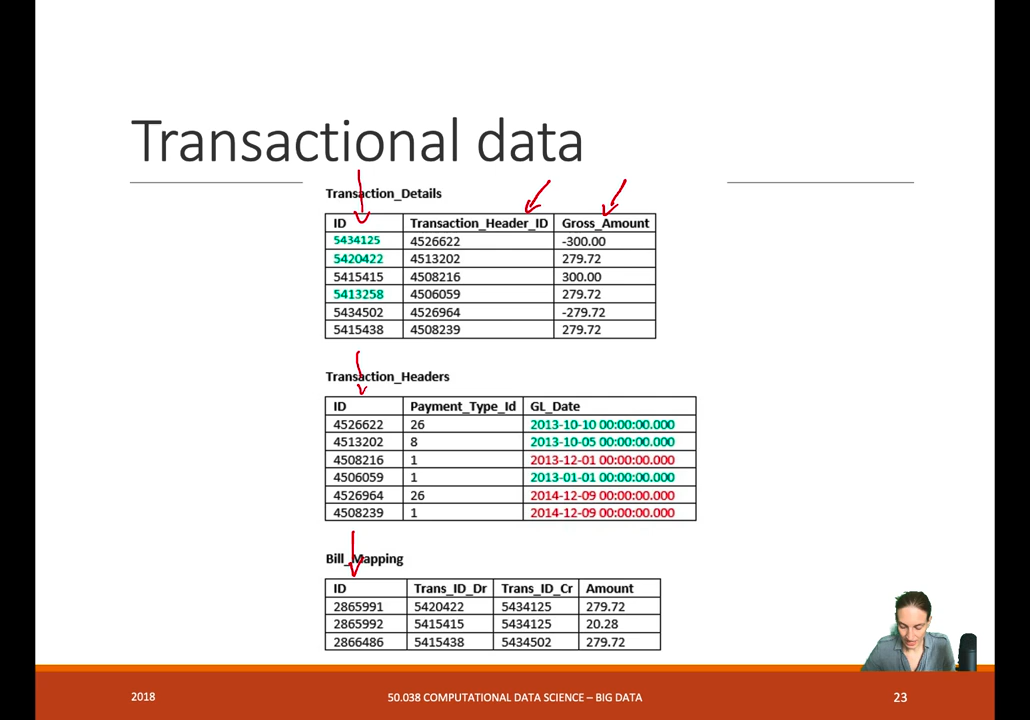 Transactional data
Transaction_Details
ID Transaction_Header_ID Gross_Amount
5434125 4526622 -300.00
5420422 4513202 279.72
5415415 4508216 300.00
5413258 4506059 279.72
5434502 4526964 -279.72
5415438 4508239 279.72
Transaction_Headers
ID Payment_Type_Id GL_Date
4526622 26 2013-10-10 00:00:00.000
4513202 8 2013-10-05 00:00:00.000
4508216 1 2013-12-01 00:00:00.000
4506059 1 2013-01-01 00:00:00.000
4526964 26 2014-12-09 00:00:00.000
4508239 1 2014-12-09 00:00:00.000
Bill_Mapping
ID Trans_ID_Dr Trans_ID_Cr Amount
2865991 5420422 5434125 279.72
2865992 5415415 5434125 20.28
2866486 5415438 5434502 279.72
2018 50.038 COMPUTATIONAL DATA SCIENCE – BIG DATA 23